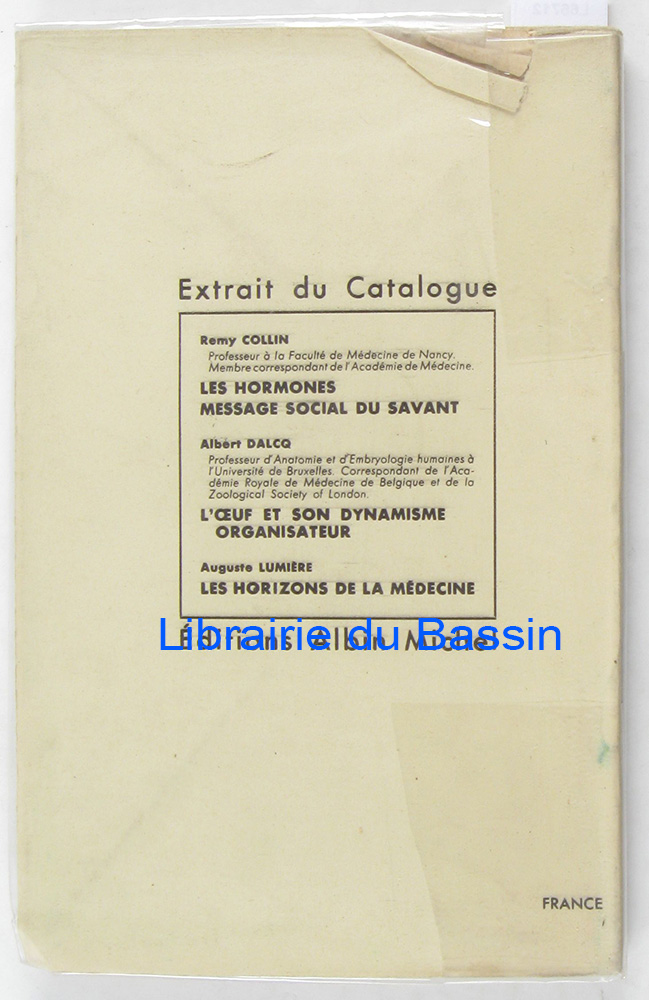 Extrait du Catalogue
Remy COLLIN
Professeur à la Faculté de Médecine de Nancy.
Membre correspondant de l'Académie de Médecine.
LES HORMONES
MESSAGE SOCIAL DU SAVANT
Albert DALCQ
Professeur d'Anatomie et d'Embryologie humaines à
l'Université de Bruxelles. Correspondant de l'Aca-
démie Royale de Médecine de Belgique et de la
Zoological Society of London.
L'ŒUF ET SON DYNAMISME
ORGANISATEUR
Auguste LUMIÈRE
LES HORIZONS DE LA MÉDECINE
Librairie du Bassin
Éditions Albin Michel
FRANCE